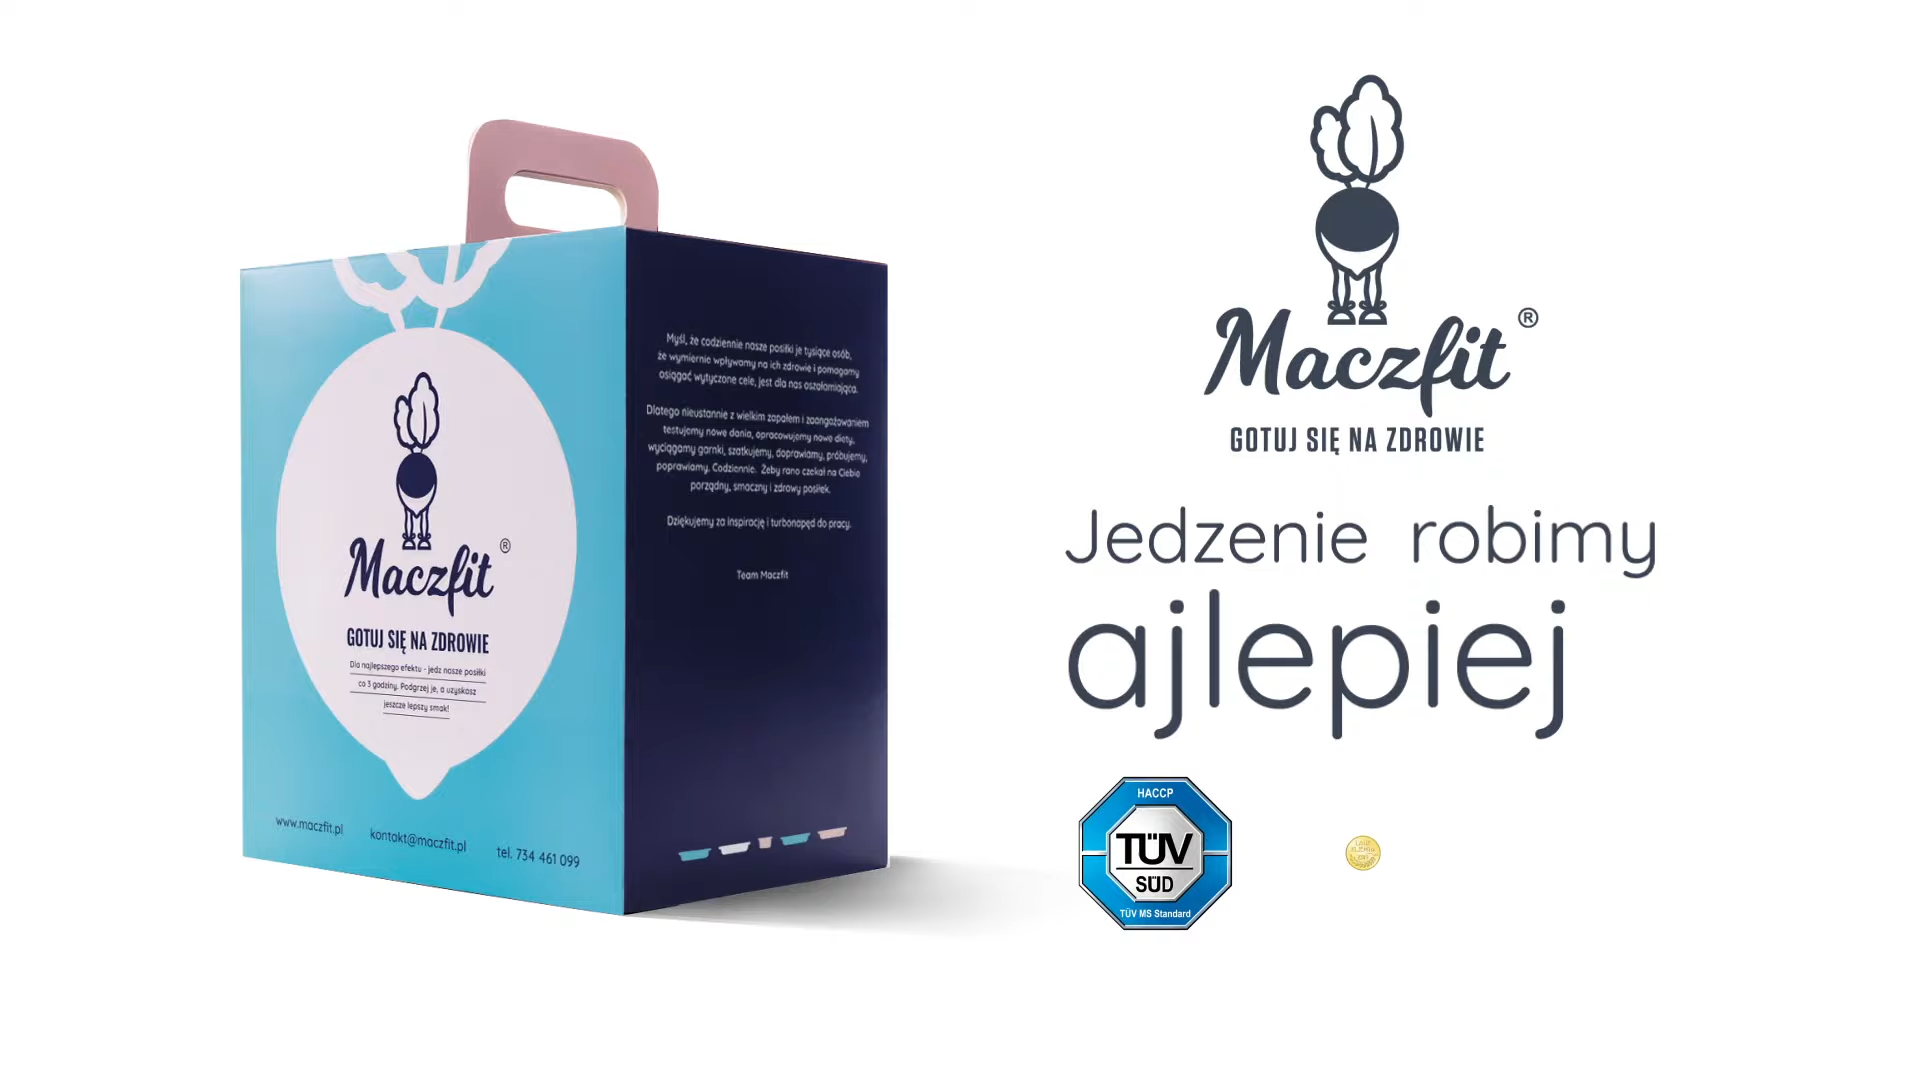 Maczfit ®
GOTUJ SIĘ NA ZDROWIE
Dla najlepszego efektu - jedz nasze posiłki
co 3 godziny. Podgrzej je, a uzyskasz
jeszcze lepszy smak!
www.maczfit.pl kontakt@maczfit.pl tel. 734 461 099
Myśl, że codziennie nasze posiłki je tysiące osób,
że wymiernie wpływamy na ich zdrowie i pomagamy
osiągać wytyczone cele, jest dla nas oszałamiająca.
Dlatego nieustannie z wielkim zapałem i zaangażowaniem
testujemy nowe dania, opracowujemy nowe diety,
wyciągamy garnki, szatkujemy, doprawiamy, próbujemy,
poprawiamy. Codziennie. Żeby rano czekał na Ciebie
porządny, smaczny i zdrowy posiłek.
Dziękujemy za inspirację i turbonapęd do pracy.
Team Maczfit
Maczfit ®
GOTUJ SIĘ NA ZDROWIE
Jedzenie robimy
ajlepiej
HACCP
TÜV
SÜD
TÜV MS Standard